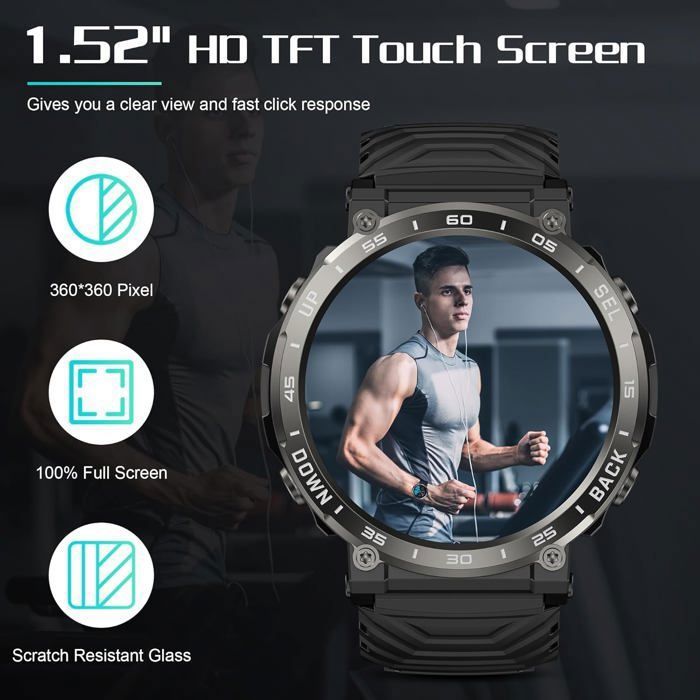 1.52" HD TFT Touch Screen
Gives you a clear view and fast click response
360*360 Pixel
100% Full Screen
Scratch Resistant Glass
60
05
SEL
15
BACK
25
30
35
DOWN
45
UP
55